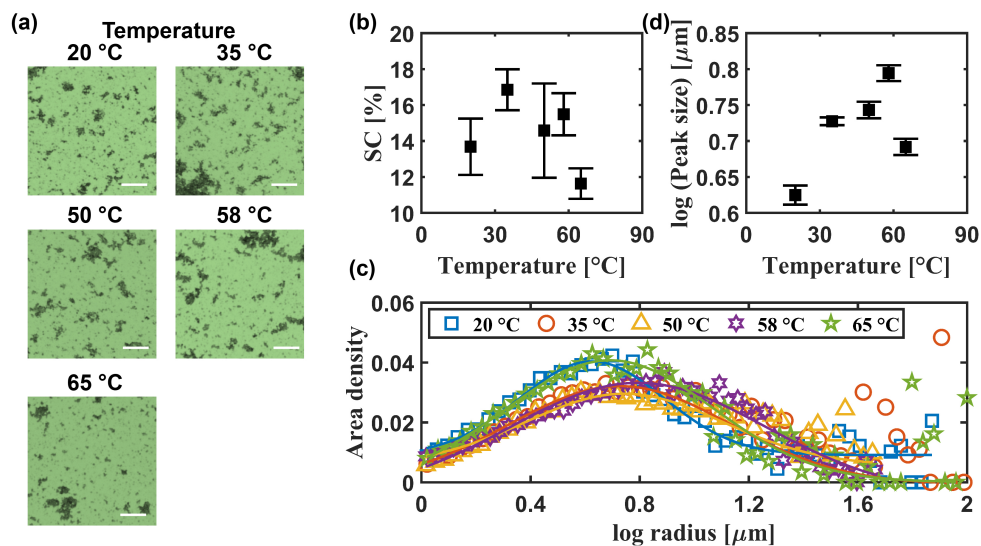 (a)
Temperature
20 °C
35 °C
50 °C
58 °C
65 °C
(b)
20
18
16
14
12
10
SC [%]
0
30
60
90
Temperature [°C]
(d)
0.85
0.8
0.75
0.7
0.65
0.6
log (Peak size) [μm]
0
30
60
90
Temperature [°C]
(c)
0.06
0.04
0.02
0
Area density
20 °C
35 °C
50 °C
58 °C
65 °C
0
0.4
0.8
1.2
1.6
2
log radius [μm]